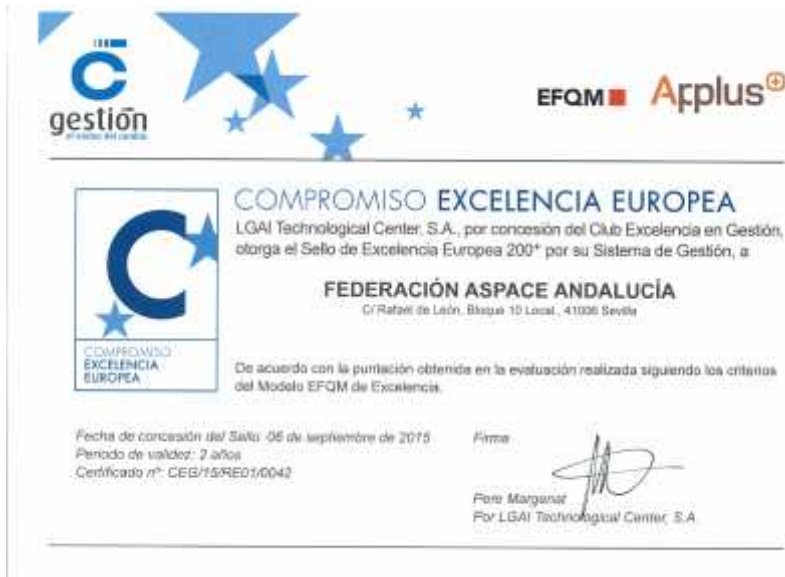 gestión
EFQM
Applus+
COMPROMISO EXCELENCIA EUROPEA
LGAI Technological Center, S.A., por concesión del Club Excelencia en Gestión,
otorga el Sello de Excelencia Europea 200+ por su Sistema de Gestión, a
FEDERACIÓN ASPACE ANDALUCÍA
C/ Rafael de León, Bloque 10 Local, 41006 Sevilla
COMPROMISO
EXCELENCIA
EUROPEA
De acuerdo con la puntación obtenida en la evaluación realizada siguiendo los criterios
del Modelo EFQM de Excelencia.
Fecha de concesión del Sello: 06 de septiembre de 2015
Periodo de validez: 2 años
Certificado nº: CEG/15/RE01/0042
Firma
Pere Margenat
Por LGAI Technological Center, S.A.